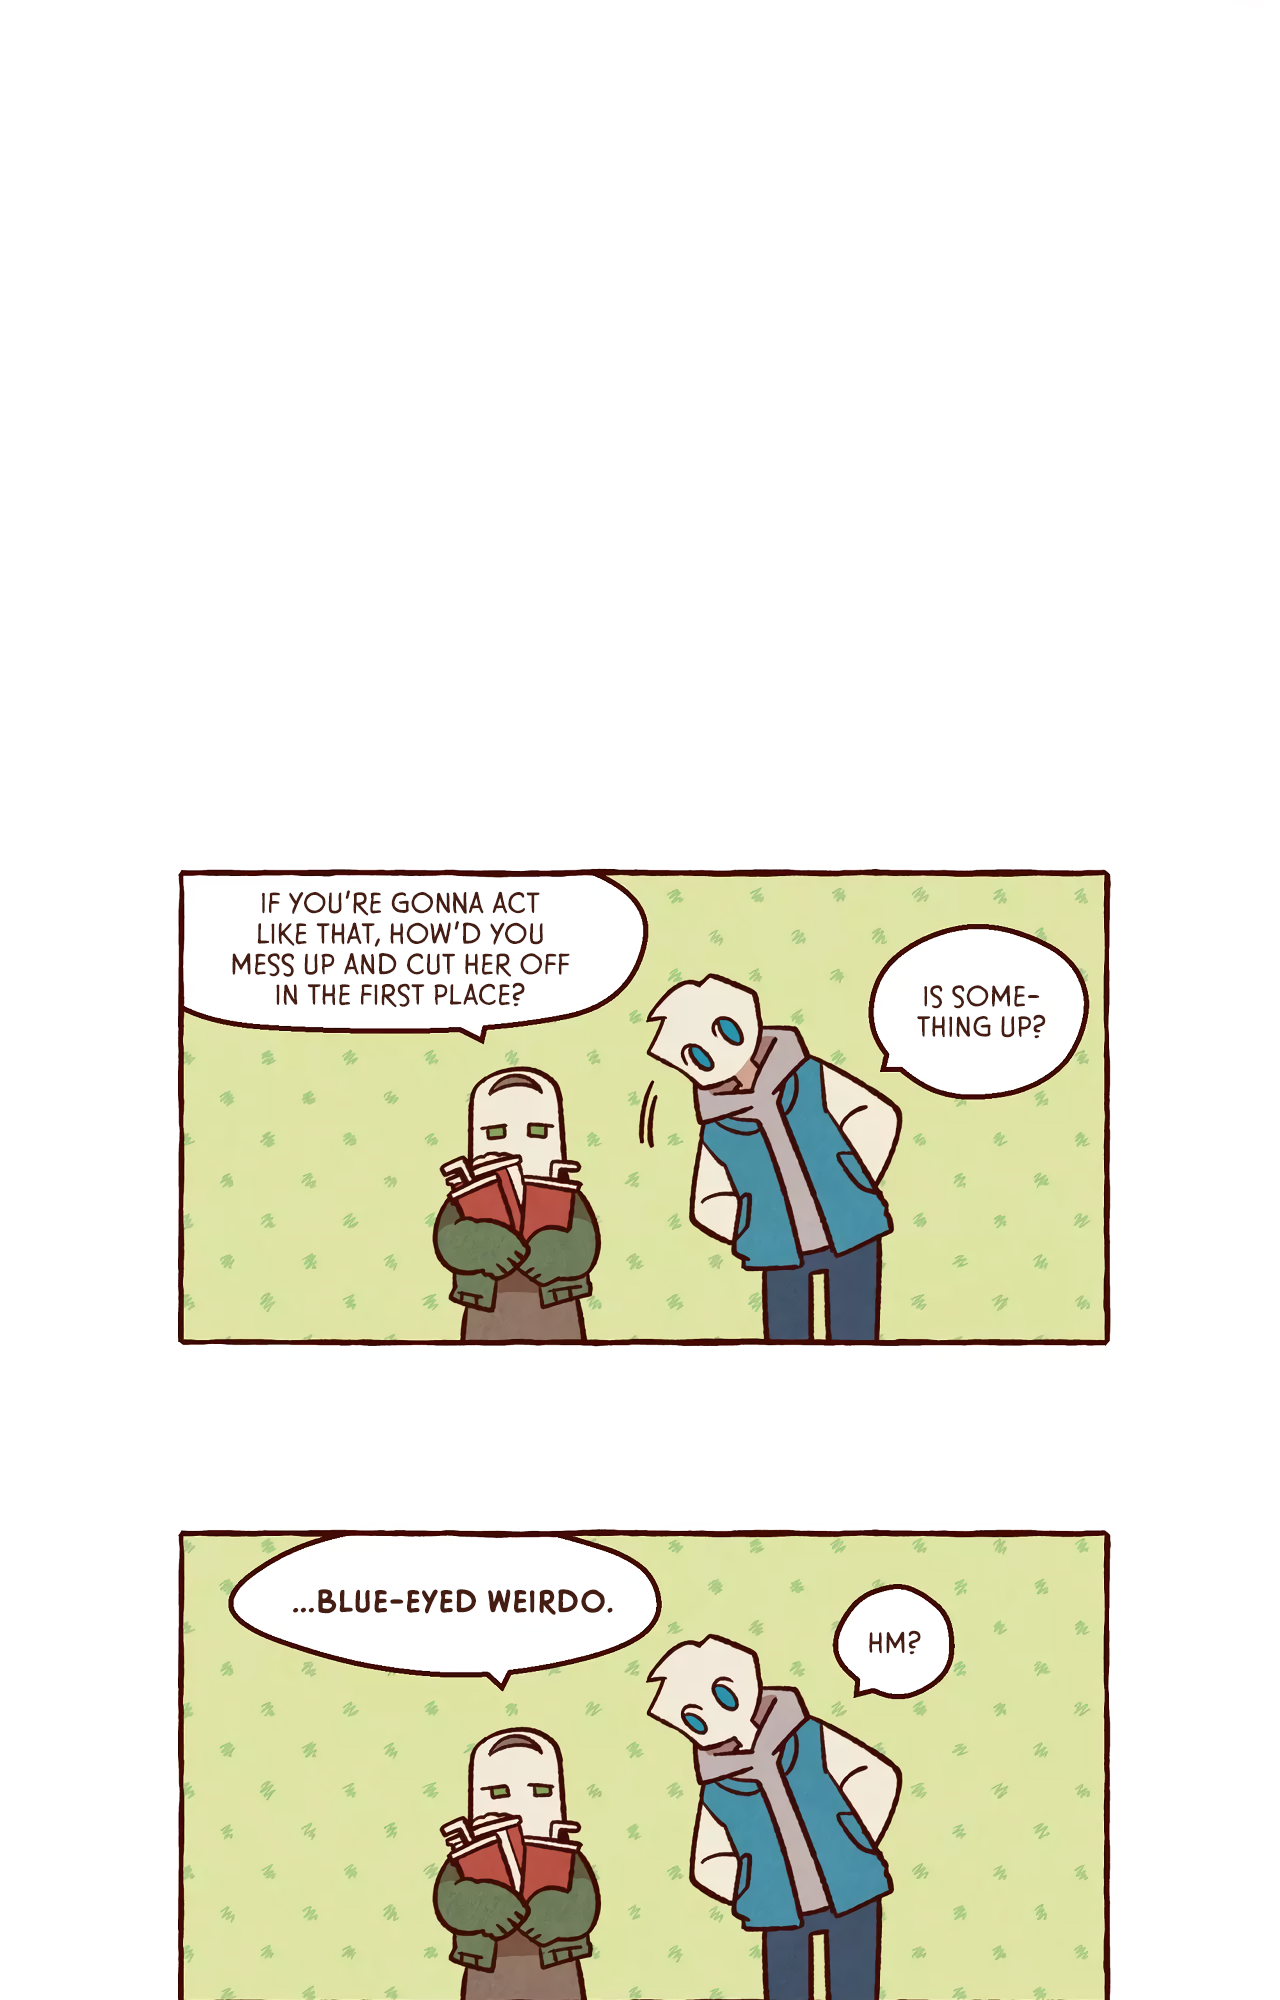 IF YOU'RE GONNA ACT
LIKE THAT, HOW'D YOU
MESS UP AND CUT HER OFF
IN THE FIRST PLACE?
IS SOME-
THING UP?
...BLUE-EYED WEIRDO.
HM?